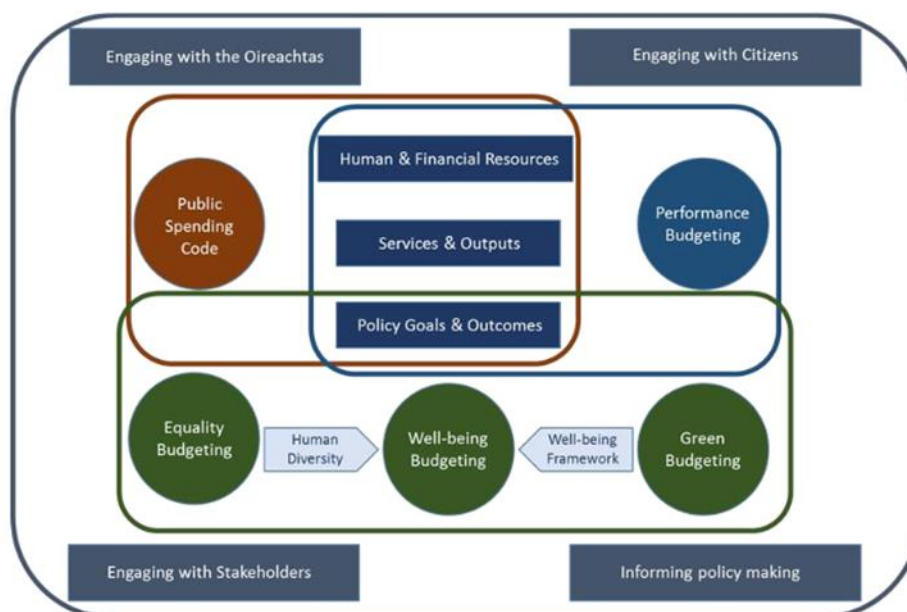 Engaging with the Oireachtas
Engaging with Citizens
Human & Financial Resources
Public
Spending
Code
Performance
Budgeting
Services & Outputs
Policy Goals & Outcomes
Equality
Budgeting
Human
Diversity
Well-being
Budgeting
Well-being
Framework
Green
Budgeting
Engaging with Stakeholders
Informing policy making